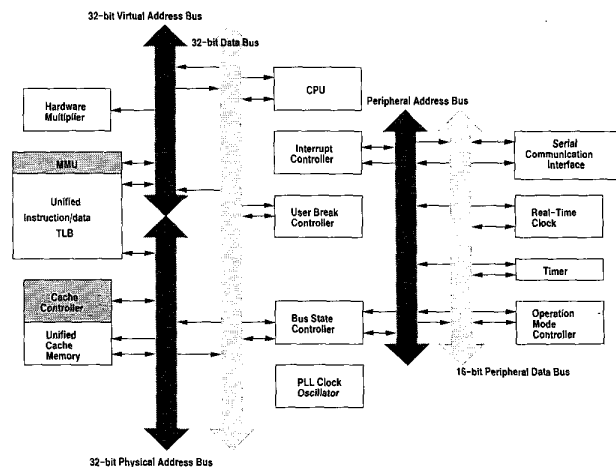 32-bit Virtual Address Bus
32-bit Data Bus
CPU
Hardware
Multiplier
Peripheral Address Bus
Interrupt
Controller
Serial
Communication
Interface
MMU
Unified
Instruction/data
TLB
User Break
Controller
Real-Time
Clock
Timer
Cache
Controller
Unified
Cache
Memory
Bus State
Controller
Operation
Mode
Controller
PLL Clock
Oscillator
16-bit Peripheral Data Bus
32-bit Physical Address Bus